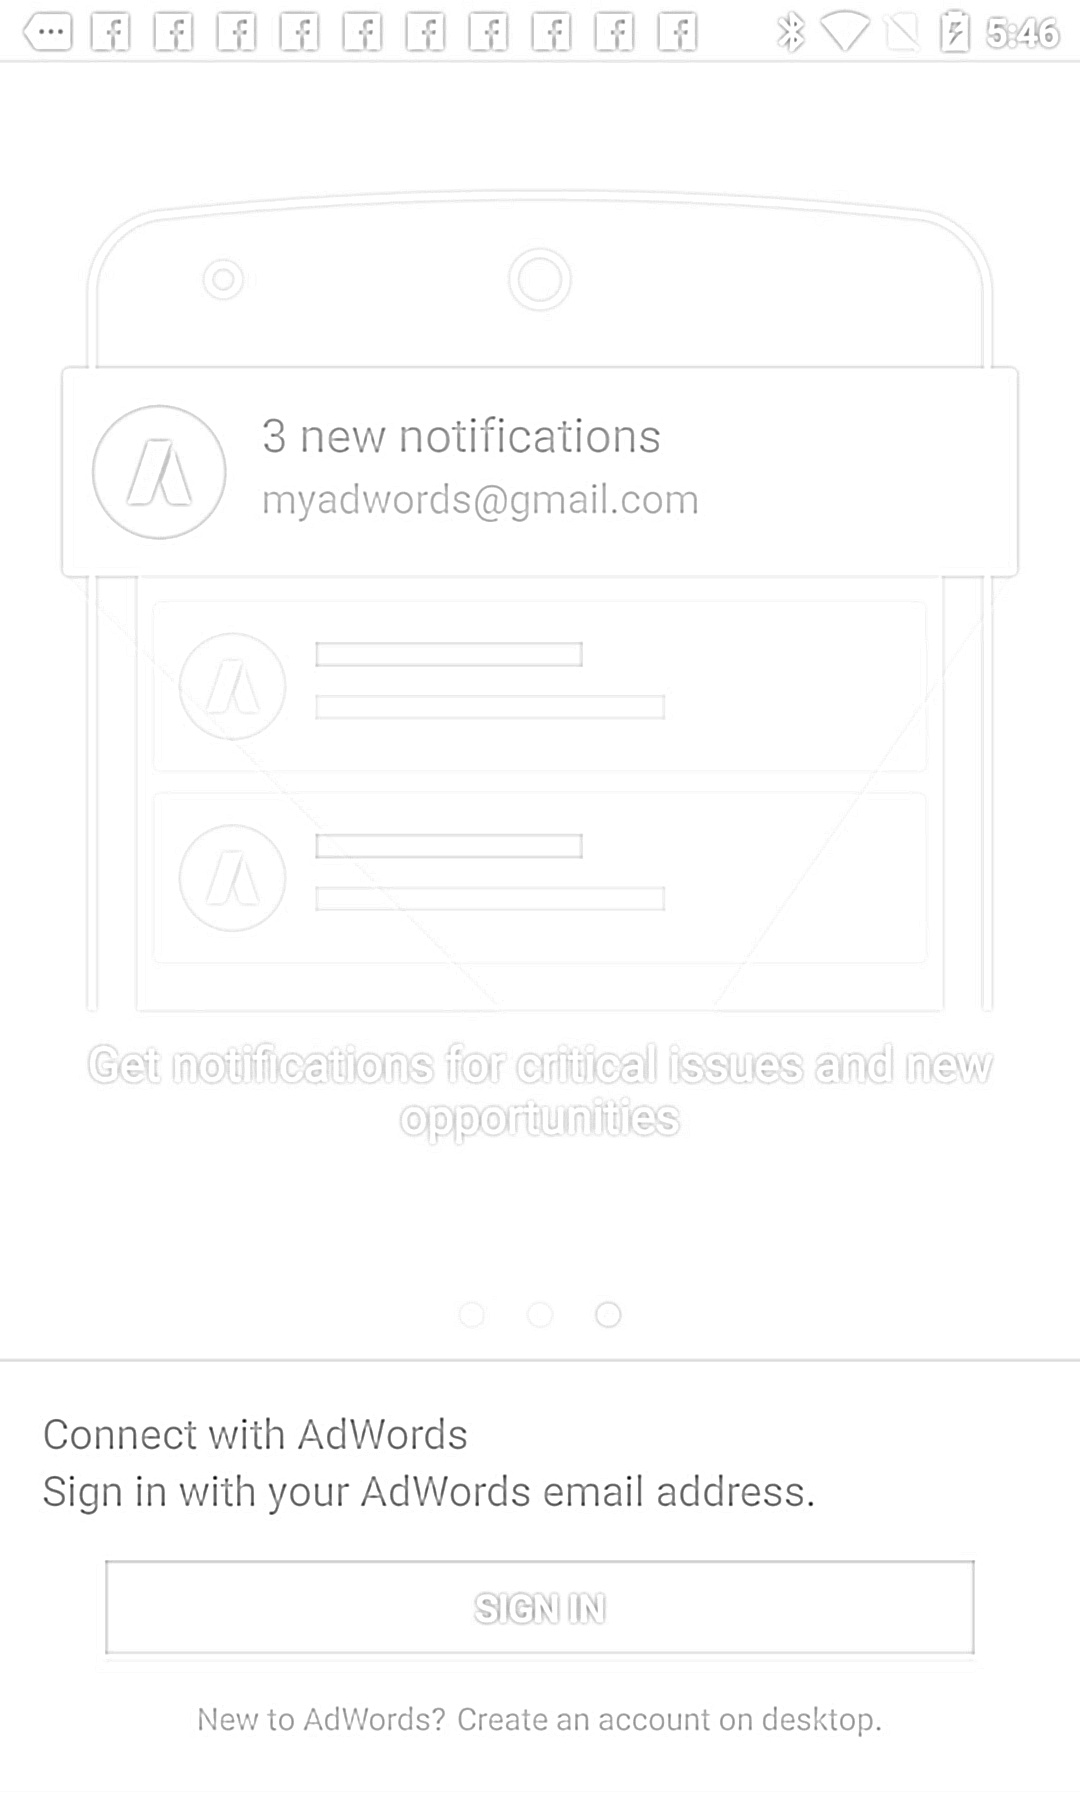 5:46
3 new notifications
myadwords@gmail.com
Get notifications for critical issues and new
opportunities
Connect with AdWords
Sign in with your AdWords email address.
SIGN IN
New to AdWords? Create an account on desktop.